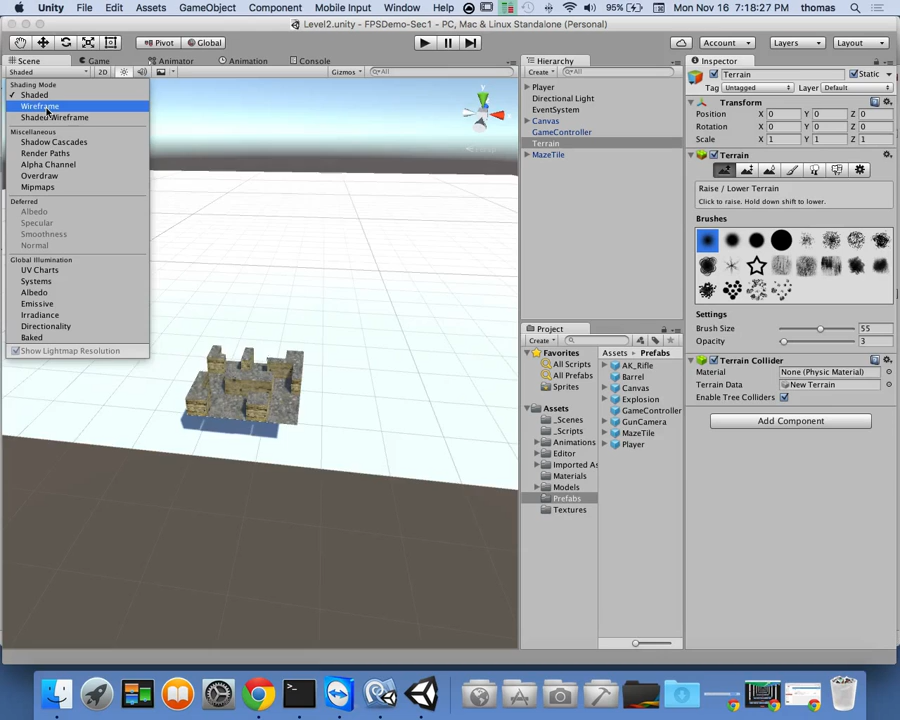 Unity File Edit Assets GameObject Component Mobile Input Window Help 95% Mon Nov 16 7:18:27 PM thomas
Level2.unity - FPSDemo-Sec1 - PC, Mac & Linux Standalone (Personal)
Pivot Global Account Layers Layout
Scene Game Animator Animation Console
Shaded 2D Gizmos All
Shading Mode
Shaded
Wireframe
Shaded Wireframe
Miscellaneous
Shadow Cascades
Render Paths
Alpha Channel
Overdraw
Mipmaps
Deferred
Albedo
Specular
Smoothness
Normal
Global Illumination
UV Charts
Systems
Albedo
Emissive
Irradiance
Directionality
Baked
Show Lightmap Resolution
Hierarchy
Create All
Player
Directional Light
EventSystem
Canvas
GameController
Terrain
MazeTile
Project
Create
Favorites
All Scripts
All Prefabs
Sprites
Assets
_Scenes
_Scripts
Animations
Editor
Imported As
Materials
Models
Prefabs
Textures
Assets Prefabs
AK_Rifle
Barrel
Canvas
Explosion
GameController
GunCamera
MazeTile
Player
Inspector
Terrain Static
Tag Untagged Layer Default
Transform
Position X 0 Y 0 Z 0
Rotation X 0 Y 0 Z 0
Scale X 1 Y 1 Z 1
Terrain
Raise / Lower Terrain
Click to raise. Hold down shift to lower.
Brushes
Settings
Brush Size 55
Opacity 3
Terrain Collider
Material None (Physic Material)
Terrain Data New Terrain
Enable Tree Colliders
Add Component